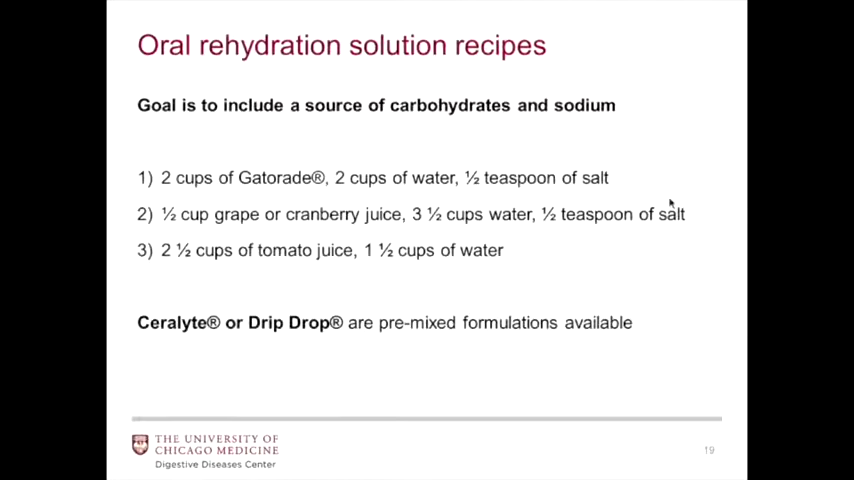 Oral rehydration solution recipes
Goal is to include a source of carbohydrates and sodium
1) 2 cups of Gatorade®, 2 cups of water, ½ teaspoon of salt
2) ½ cup grape or cranberry juice, 3 ½ cups water, ½ teaspoon of salt
3) 2 ½ cups of tomato juice, 1 ½ cups of water
Ceralyte® or Drip Drop® are pre-mixed formulations available
THE UNIVERSITY OF
CHICAGO MEDICINE
Digestive Diseases Center
19